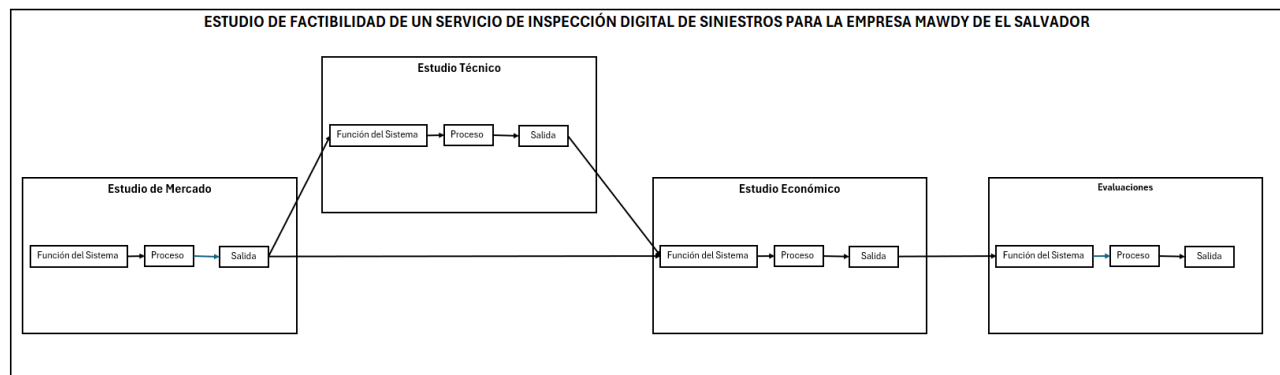 ESTUDIO DE FACTIBILIDAD DE UN SERVICIO DE INSPECCIÓN DIGITAL DE SINIESTROS PARA LA EMPRESA MAWDY DE EL SALVADOR
Estudio Técnico
Función del Sistema
Proceso
Salida
Estudio de Mercado
Función del Sistema
Proceso
Salida
Estudio Económico
Función del Sistema
Proceso
Salida
Evaluaciones
Función del Sistema
Proceso
Salida